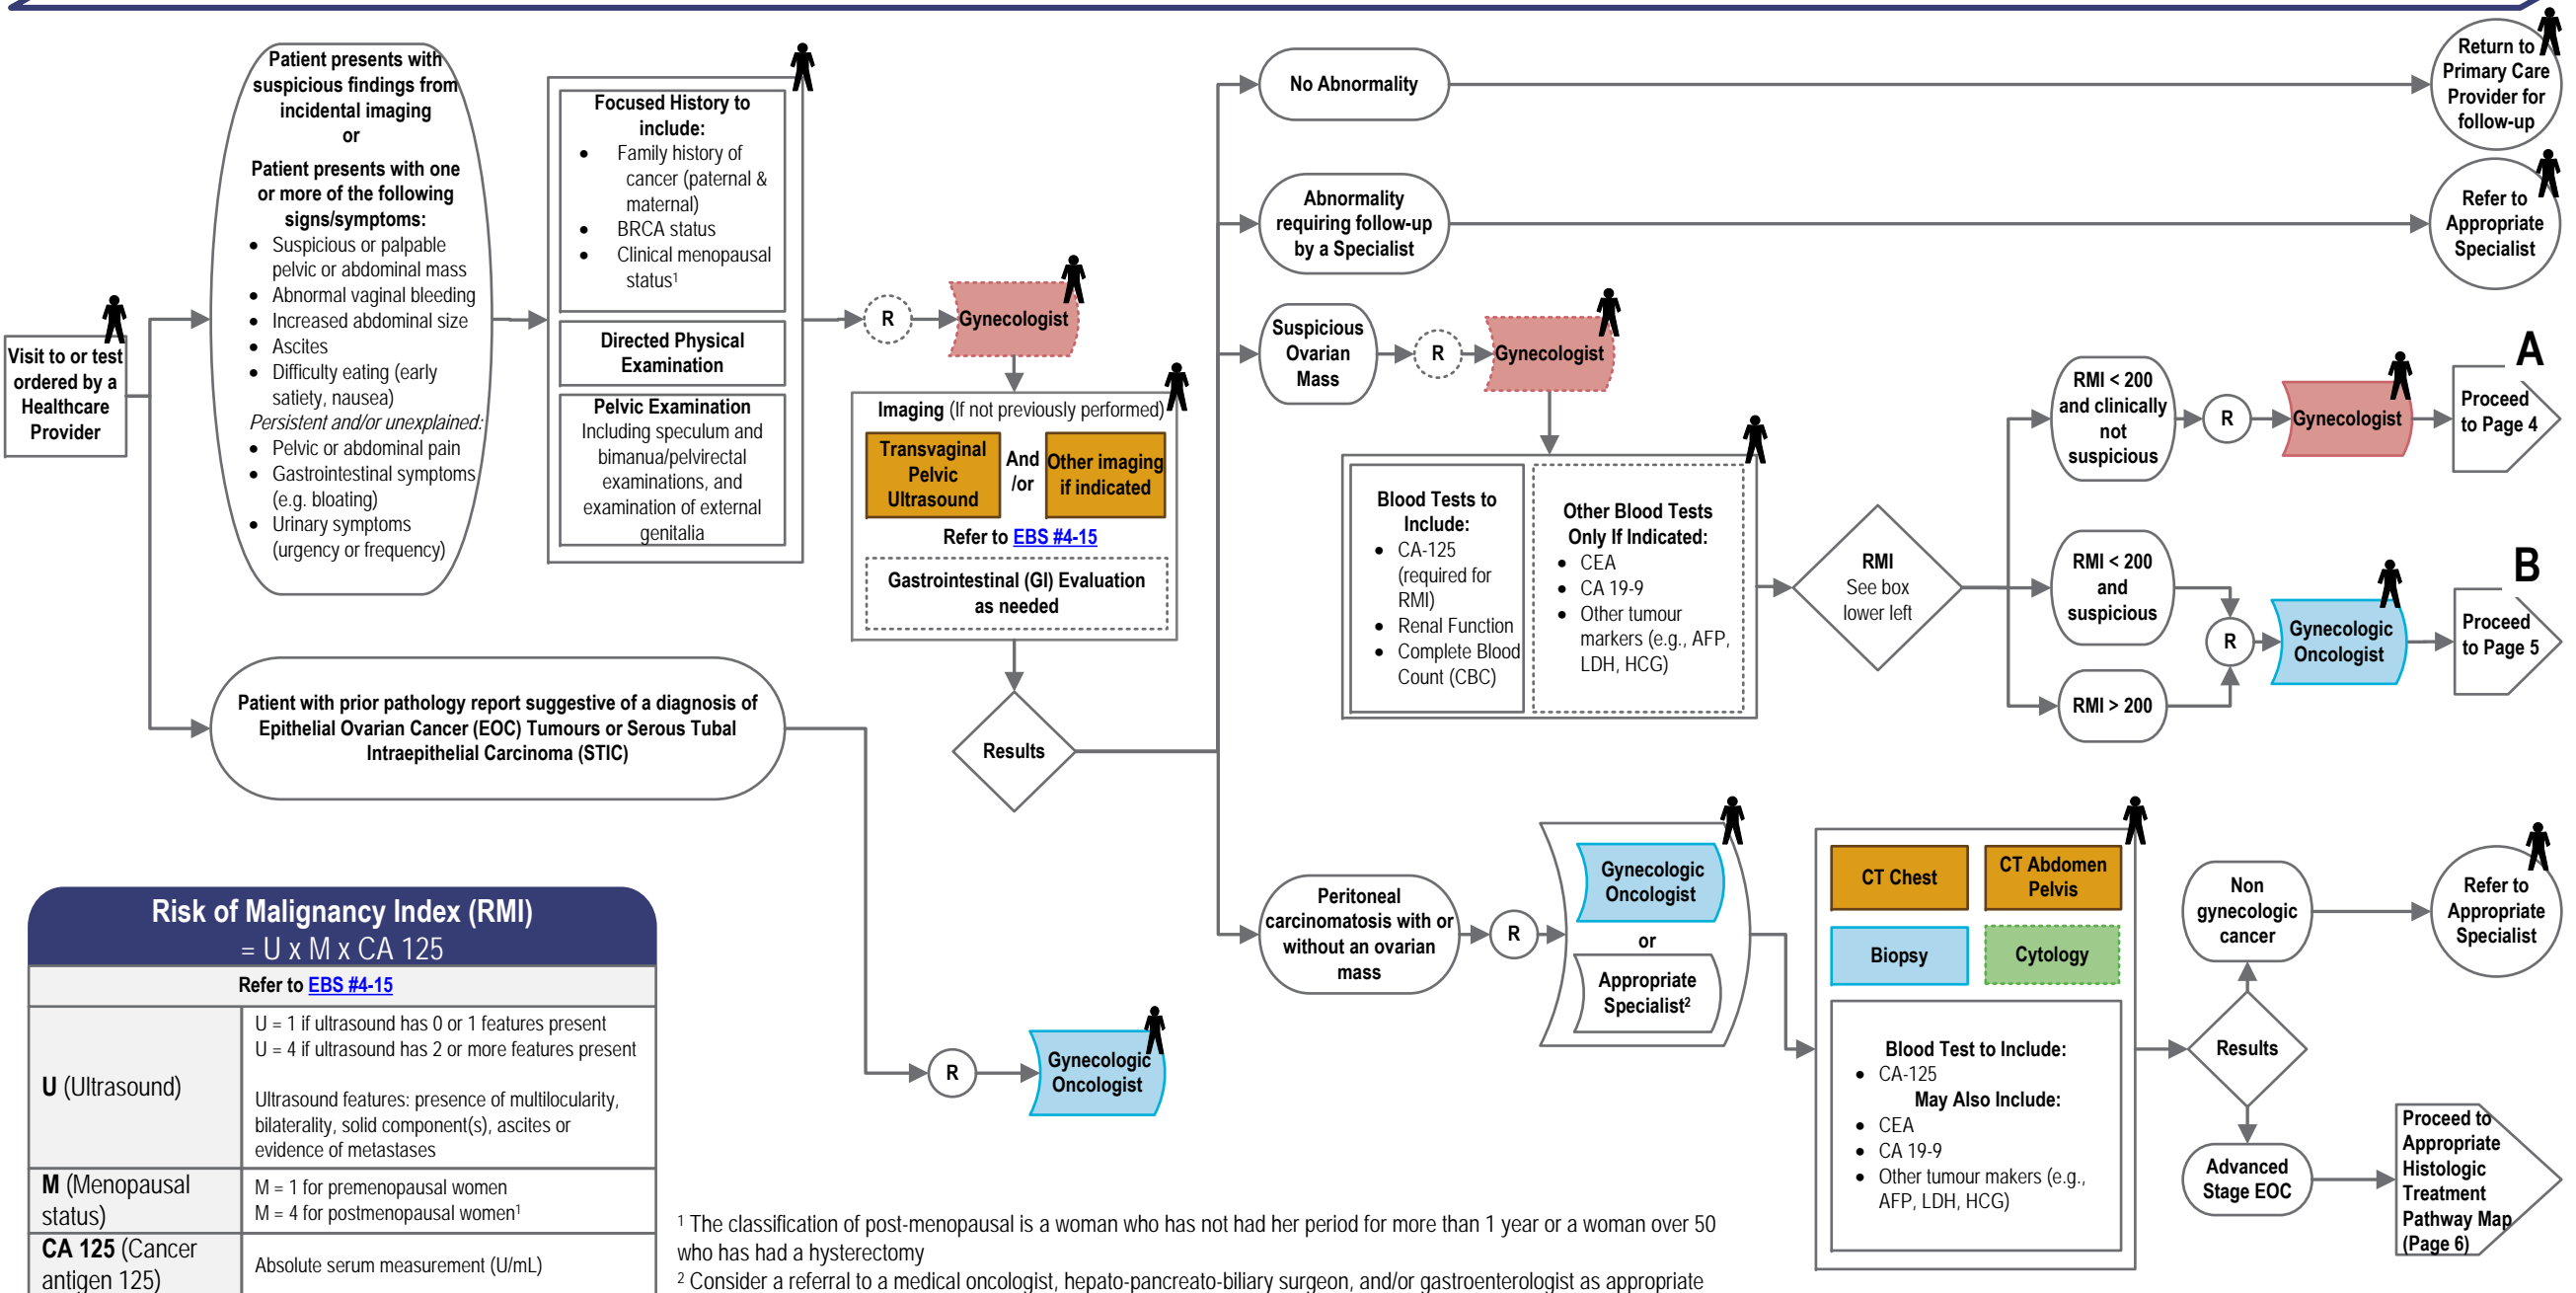 Visit to or test
ordered by a
Healthcare
Provider
Patient presents with
suspicious findings from
incidental imaging
or
Patient presents with one
or more of the following
signs/symptoms:
• Suspicious or palpable
pelvic or abdominal mass
• Abnormal vaginal bleeding
• Increased abdominal size
• Ascites
• Difficulty eating (early
satiety, nausea)
Persistent and/or unexplained:
• Pelvic or abdominal pain
• Gastrointestinal symptoms
(e.g. bloating)
• Urinary symptoms
(urgency or frequency)
Patient with prior pathology report suggestive of a diagnosis of
Epithelial Ovarian Cancer (EOC) Tumours or Serous Tubal
Intraepithelial Carcinoma (STIC)
R
Gynecologic
Oncologist
Focused History to
include:
• Family history of
cancer (paternal &
maternal)
• BRCA status
• Clinical menopausal
status¹
Directed Physical
Examination
Pelvic Examination
Including speculum and
bimanua/pelvirectal
examinations, and
examination of external
genitalia
R
Gynecologist
Imaging (If not previously performed)
Transvaginal
Pelvic
Ultrasound
And
/or
Other imaging
if indicated
Refer to EBS #4-15
Gastrointestinal (GI) Evaluation
as needed
Results
No Abnormality
Return to
Primary Care
Provider for
follow-up
Abnormality
requiring follow-up
by a Specialist
Refer to
Appropriate
Specialist
Suspicious
Ovarian
Mass
R
Gynecologist
Blood Tests to
Include:
• CA-125
(required for
RMI)
• Renal Function
• Complete Blood
Count (CBC)
Other Blood Tests
Only If Indicated:
• CEA
• CA 19-9
• Other tumour
markers (e.g., AFP,
LDH, HCG)
RMI
See box
lower left
RMI < 200
and clinically
not
suspicious
R
Gynecologist
A
Proceed
to Page 4
RMI < 200
and
suspicious
RMI > 200
R
Gynecologic
Oncologist
B
Proceed
to Page 5
Peritoneal
carcinomatosis with or
without an ovarian
mass
R
Gynecologic
Oncologist
or
Appropriate
Specialist²
CT Chest
CT Abdomen
Pelvis
Biopsy
Cytology
Blood Test to Include:
• CA-125
May Also Include:
• CEA
• CA 19-9
• Other tumour makers (e.g.,
AFP, LDH, HCG)
Results
Non
gynecologic
cancer
Refer to
Appropriate
Specialist
Advanced
Stage EOC
Proceed to
Appropriate
Histologic
Treatment
Pathway Map
(Page 6)
Risk of Malignancy Index (RMI)
= U x M x CA 125
Refer to EBS #4-15
U (Ultrasound)
U = 1 if ultrasound has 0 or 1 features present
U = 4 if ultrasound has 2 or more features present
Ultrasound features: presence of multilocularity,
bilaterality, solid component(s), ascites or
evidence of metastases
M (Menopausal
status)
M = 1 for premenopausal women
M = 4 for postmenopausal women¹
CA 125 (Cancer
antigen 125)
Absolute serum measurement (U/mL)
¹ The classification of post-menopausal is a woman who has not had her period for more than 1 year or a woman over 50
who has had a hysterectomy
² Consider a referral to a medical oncologist, hepato-pancreato-biliary surgeon, and/or gastroenterologist as appropriate